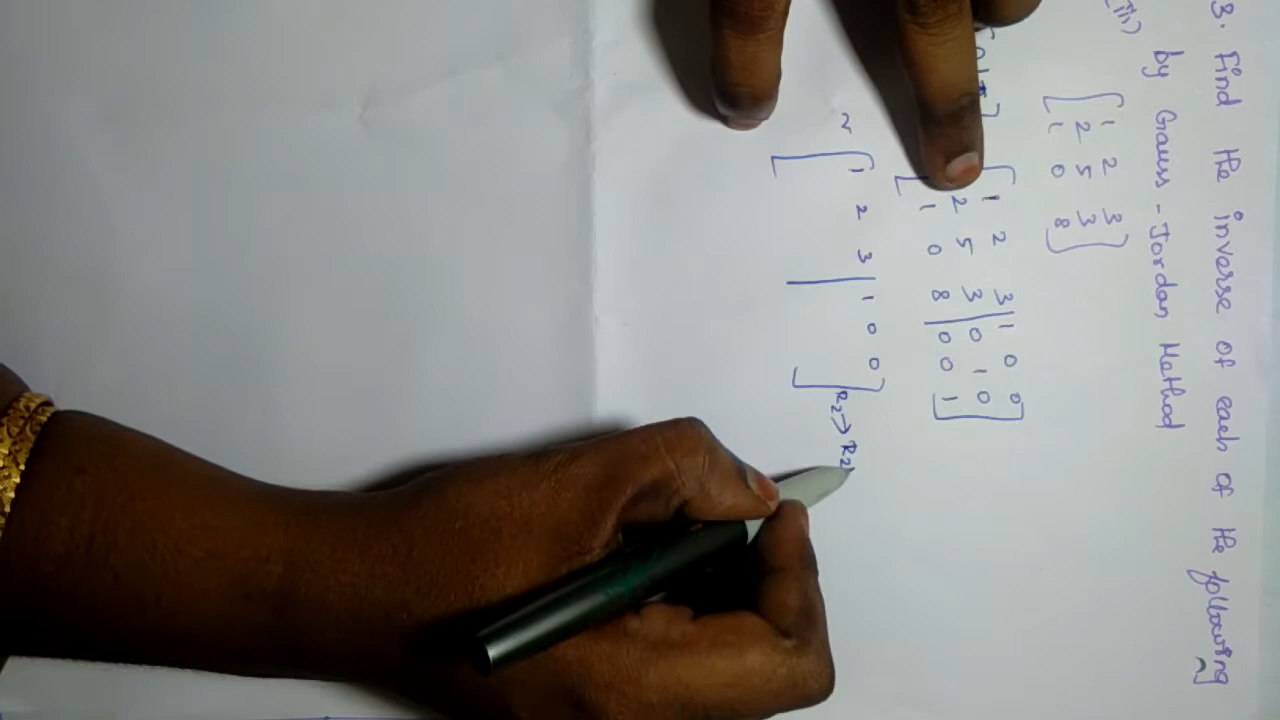 3. Find the inverse of each of the following
by Gauss-Jordan Method
[ 1 2 3
2 5 3
1 0 8 ]
[ 1 2 3 | 1 0 0
2 5 3 | 0 1 0
1 0 8 | 0 0 1 ]
~ [ 1 2 3 | 1 0 0 ] R2→R2